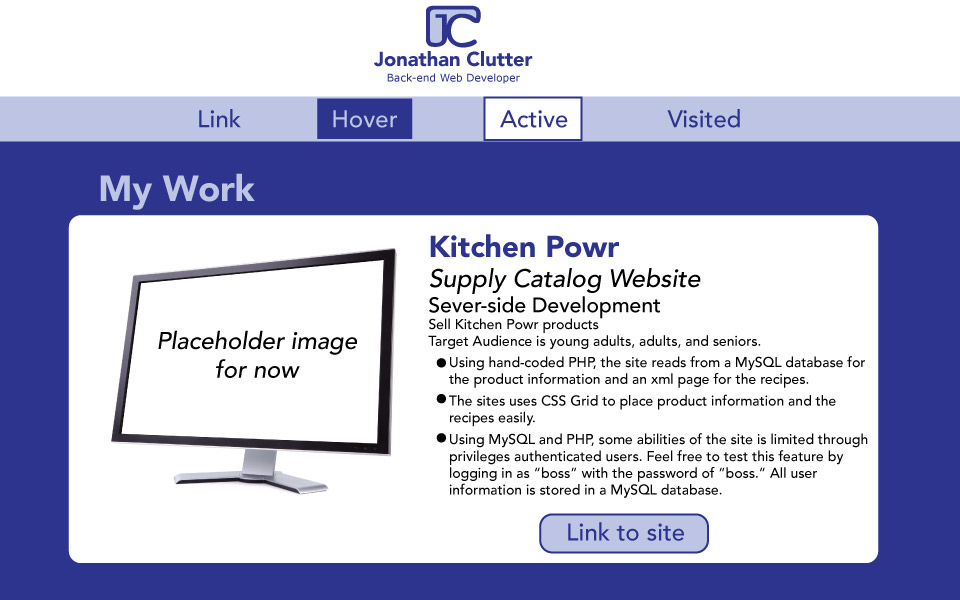 JC
Jonathan Clutter
Back-end Web Developer
Link Hover Active Visited
My Work
Placeholder image
for now
Kitchen Powr
Supply Catalog Website
Sever-side Development
Sell Kitchen Powr products
Target Audience is young adults, adults, and seniors.
● Using hand-coded PHP, the site reads from a MySQL database for
the product information and an xml page for the recipes.
● The sites uses CSS Grid to place product information and the
recipes easily.
● Using MySQL and PHP, some abilities of the site is limited through
privileges authenticated users. Feel free to test this feature by
logging in as “boss” with the password of “boss.” All user
information is stored in a MySQL database.
Link to site